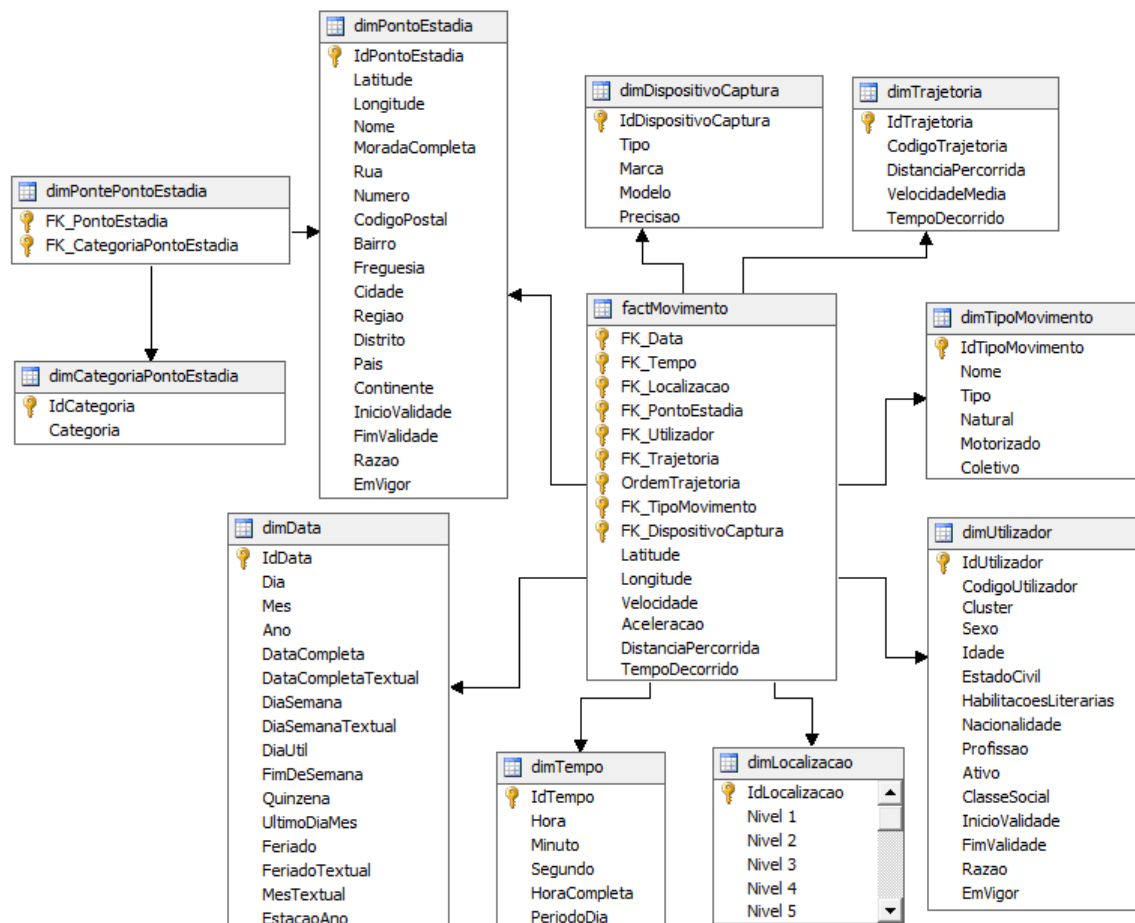 dimPontoEstadia
IdPontoEstadia
Latitude
Longitude
Nome
MoradaCompleta
Rua
Numero
CodigoPostal
Bairro
Freguesia
Cidade
Regiao
Distrito
Pais
Continente
InicioValidade
FimValidade
Razao
EmVigor
dimDispositivoCaptura
IdDispositivoCaptura
Tipo
Marca
Modelo
Precisao
dimTrajetoria
IdTrajetoria
CodigoTrajetoria
DistanciaPercorrida
VelocidadeMedia
TempoDecorrido
dimPontePontoEstadia
FK_PontoEstadia
FK_CategoriaPontoEstadia
dimCategoriaPontoEstadia
IdCategoria
Categoria
factMovimento
FK_Data
FK_Tempo
FK_Localizacao
FK_PontoEstadia
FK_Utilizador
FK_Trajetoria
OrdemTrajetoria
FK_TipoMovimento
FK_DispositivoCaptura
Latitude
Longitude
Velocidade
Aceleracao
DistanciaPercorrida
TempoDecorrido
dimTipoMovimento
IdTipoMovimento
Nome
Tipo
Natural
Motorizado
Coletivo
dimData
IdData
Dia
Mes
Ano
DataCompleta
DataCompletaTextual
DiaSemana
DiaSemanaTextual
DiaUtil
FimDeSemana
Quinzena
UltimoDiaMes
Feriado
FeriadoTextual
MesTextual
EstacaoAno
dimUtilizador
IdUtilizador
CodigoUtilizador
Cluster
Sexo
Idade
EstadoCivil
HabilitacoesLiterarias
Nacionalidade
Profissao
Ativo
ClasseSocial
InicioValidade
FimValidade
Razao
EmVigor
dimTempo
IdTempo
Hora
Minuto
Segundo
HoraCompleta
PeriodoDia
dimLocalizacao
IdLocalizacao
Nivel 1
Nivel 2
Nivel 3
Nivel 4
Nivel 5